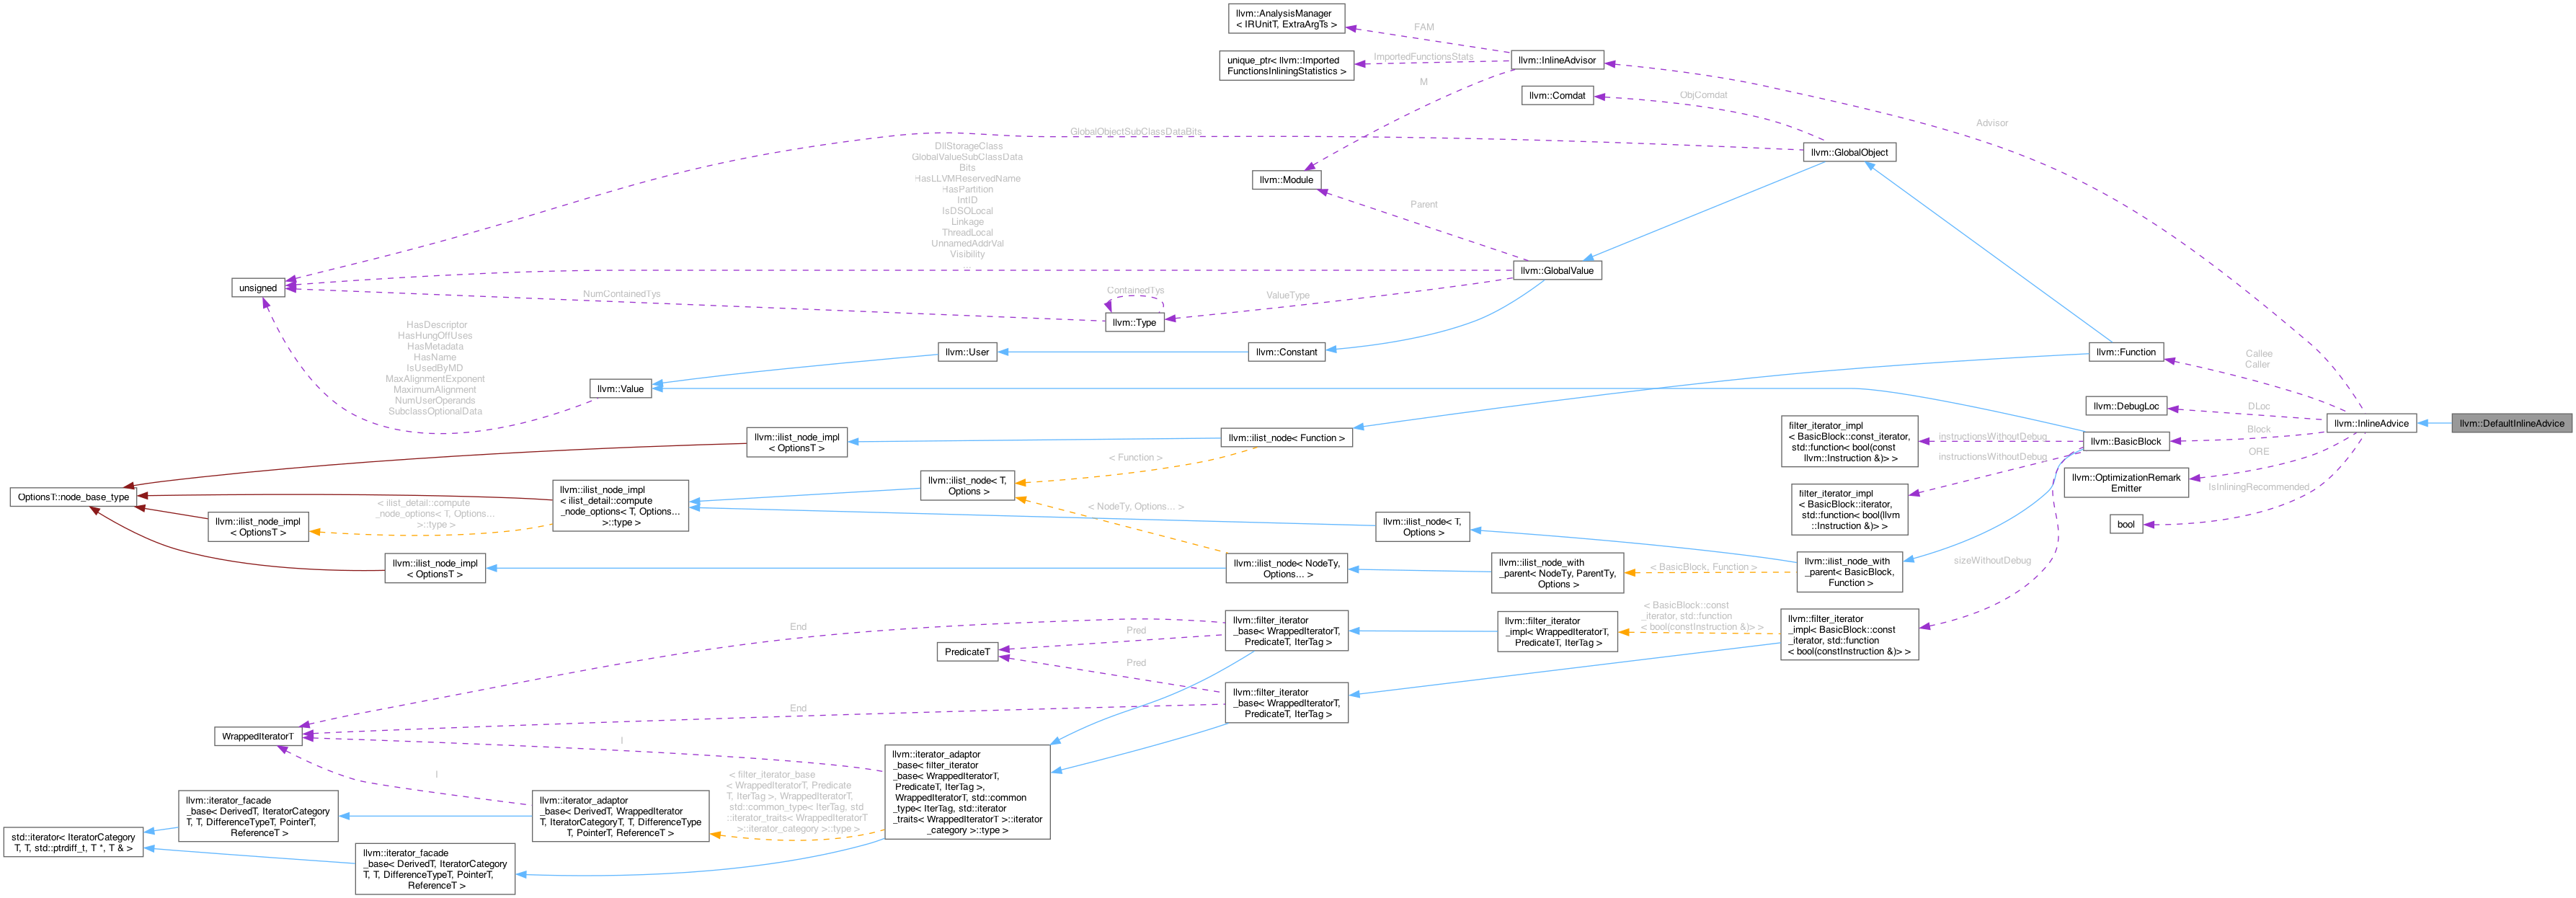 llvm::AnalysisManager
< IRUnitT, ExtraArgTs >
FAM
unique_ptr< llvm::Imported
FunctionsInliningStatistics >
ImportedFunctionsStats
llvm::InlineAdvisor
M
llvm::Comdat
ObjComdat
Advisor
GlobalObjectSubClassDataBits
llvm::GlobalObject
DllStorageClass
GlobalValueSubClassData
Bits
HasLLVMReservedName
HasPartition
IntID
IsDSOLocal
Linkage
ThreadLocal
UnnamedAddrVal
Visibility
llvm::Module
Parent
llvm::GlobalValue
unsigned
NumContainedTys
ContainedTys
llvm::Type
ValueType
HasDescriptor
HasHungOffUses
HasMetadata
HasName
IsUsedByMD
MaxAlignmentExponent
MaximumAlignment
NumUserOperands
SubclassOptionalData
llvm::User
llvm::Constant
llvm::Function
Callee
Caller
llvm::Value
llvm::DebugLoc
DLoc
llvm::InlineAdvice
llvm::DefaultInlineAdvice
filter_iterator_impl
< BasicBlock::const_iterator,
std::function< bool(const
llvm::Instruction &)> >
instructionsWithoutDebug
llvm::BasicBlock
Block
llvm::ilist_node_impl
< OptionsT >
llvm::ilist_node< Function >
ORE
< Function >
instructionsWithoutDebug
llvm::OptimizationRemark
Emitter
IsInliningRecommended
OptionsT::node_base_type
< ilist_detail::compute
_node_options< T, Options...
>::type >
llvm::ilist_node_impl
< ilist_detail::compute
_node_options< T, Options...
>::type >
llvm::ilist_node< T,
Options >
< NodeTy, Options... >
filter_iterator_impl
< BasicBlock::iterator,
std::function< bool(llvm
::Instruction &)> >
llvm::ilist_node_impl
< OptionsT >
llvm::ilist_node< T,
Options >
bool
llvm::ilist_node_impl
< OptionsT >
llvm::ilist_node< NodeTy,
Options... >
llvm::ilist_node_with
_parent< NodeTy, ParentTy,
Options >
< BasicBlock, Function >
llvm::ilist_node_with
_parent< BasicBlock,
Function >
sizeWithoutDebug
End
llvm::filter_iterator
_base< WrappedIteratorT,
PredicateT, IterTag >
Pred
PredicateT
llvm::filter_iterator
_impl< WrappedIteratorT,
PredicateT, IterTag >
< BasicBlock::const
_iterator, std::function
< bool(constInstruction &)> >
llvm::filter_iterator
_impl< BasicBlock::const
_iterator, std::function
< bool(constInstruction &)> >
Pred
llvm::filter_iterator
_base< WrappedIteratorT,
PredicateT, IterTag >
End
WrappedIteratorT
I
I
llvm::iterator_adaptor
_base< filter_iterator
_base< WrappedIteratorT,
PredicateT, IterTag >,
WrappedIteratorT, std::common
_type< IterTag, std::iterator
_traits< WrappedIteratorT >::iterator
_category >::type >
< filter_iterator_base
< WrappedIteratorT, Predicate
T, IterTag >, WrappedIteratorT,
std::common_type< IterTag, std
::iterator_traits< WrappedIteratorT
>::iterator_category >::type >
llvm::iterator_facade
_base< DerivedT, IteratorCategory
T, T, DifferenceTypeT, PointerT,
ReferenceT >
llvm::iterator_adaptor
_base< DerivedT, WrappedIterator
T, IteratorCategoryT, T, DifferenceType
T, PointerT, ReferenceT >
std::iterator< IteratorCategory
T, T, std::ptrdiff_t, T *, T & >
llvm::iterator_facade
_base< DerivedT, IteratorCategory
T, T, DifferenceTypeT, PointerT,
ReferenceT >